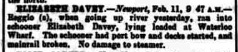 ELIZABETH DAVEY.—Newport, Feb. 11, 9 47 A.M.—
Reggio (s), when going up river yesterday, ran into
schooner Elizabeth Davey, lying loaded at Waterloo
Wharf. The schooner had port bow and decks started, and
mainrail broken. No damage to steamer.